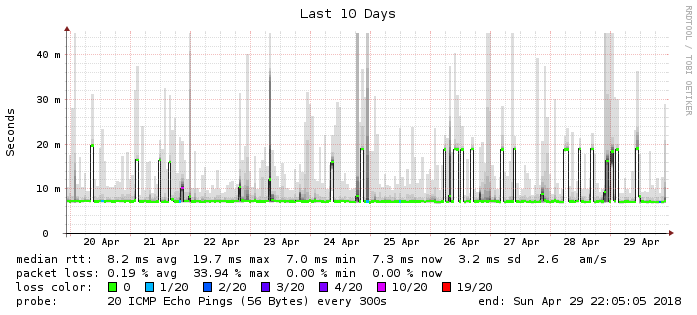 Last 10 Days
RRDTOOL / TOBI OETIKER
Seconds
40 m
30 m
20 m
10 m
0
20 Apr 21 Apr 22 Apr 23 Apr 24 Apr 25 Apr 26 Apr 27 Apr 28 Apr 29 Apr
median rtt: 8.2 ms avg 19.7 ms max 7.0 ms min 7.3 ms now 3.2 ms sd 2.6 am/s
packet loss: 0.19 % avg 33.94 % max 0.00 % min 0.00 % now
loss color: 0 1/20 2/20 3/20 4/20 10/20 19/20
probe: 20 ICMP Echo Pings (56 Bytes) every 300s end: Sun Apr 29 22:05:05 2018